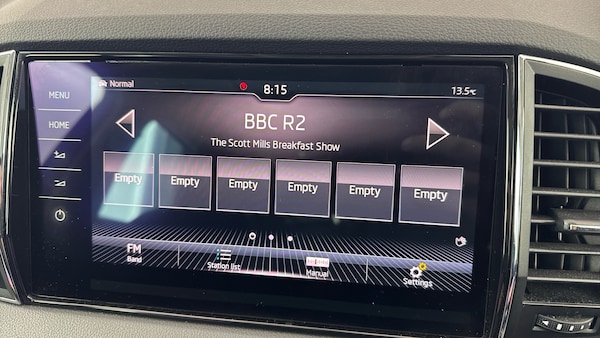 Normal
8:15
13.5°C
MENU
HOME
BBC R2
The Scott Mills Breakfast Show
Empty Empty Empty Empty Empty Empty
FM
Band
Station list
Manual
Settings